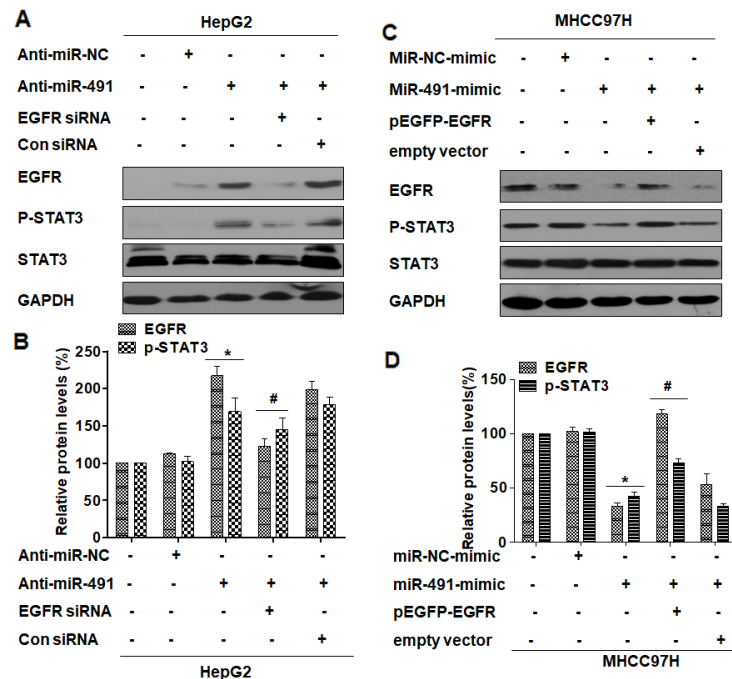 A
HepG2
Anti-miR-NC - + - - -
Anti-miR-491 - - + + +
EGFR siRNA - - - + -
Con siRNA - - - - +
EGFR
P-STAT3
STAT3
GAPDH
B
EGFR
p-STAT3
Relative protein levels (%)
250
200
150
100
50
0
*
#
Anti-miR-NC - + - - -
Anti-miR-491 - - + + +
EGFR siRNA - - - + -
Con siRNA - - - - +
HepG2
C
MHCC97H
MiR-NC-mimic - + - - -
MiR-491-mimic - - + + +
pEGFP-EGFR - - - + -
empty vector - - - - +
EGFR
P-STAT3
STAT3
GAPDH
D
EGFR
p-STAT3
Relative protein levels(%)
150
100
50
0
*
#
miR-NC-mimic - + - - -
miR-491-mimic - - + + +
pEGFP-EGFR - - - + -
empty vector - - - - +
MHCC97H